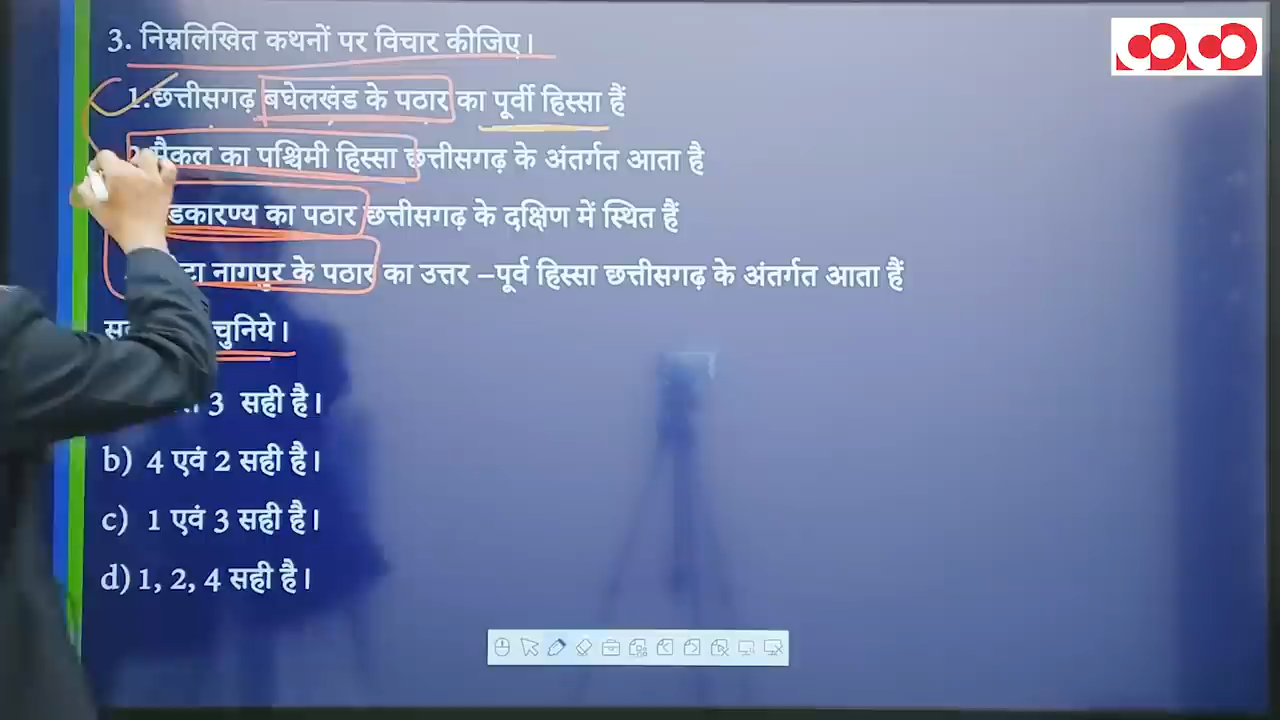 3. निम्नलिखित कथनों पर विचार कीजिए।
1.छत्तीसगढ़ बघेलखंड के पठार का पूर्वी हिस्सा हैं
मैकल का पश्चिमी हिस्सा छत्तीसगढ़ के अंतर्गत आता है
का पठार छत्तीसगढ़ के दक्षिण में स्थित हैं
नागपुर के पठार का उत्तर –पूर्व हिस्सा छत्तीसगढ़ के अंतर्गत आता हैं
चुनिये।
3 सही है।
b) 4 एवं 2 सही है।
c) 1 एवं 3 सही है।
d) 1, 2, 4 सही है।